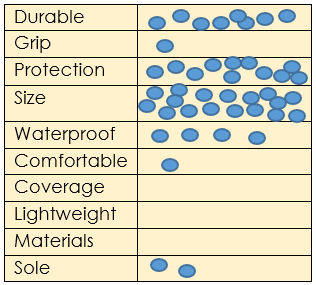 Durable
Grip
Protection
Size
Waterproof
Comfortable
Coverage
Lightweight
Materials
Sole